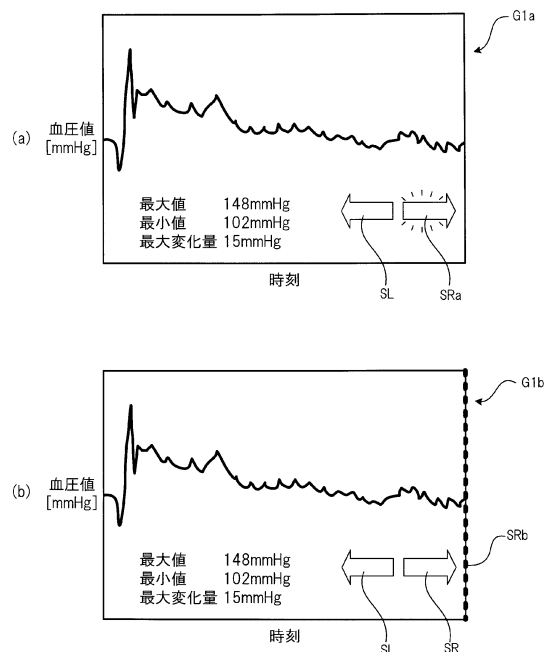 G1a
(a)
血圧値
[mmHg]
最大値 148mmHg
最小値 102mmHg
最大変化量 15mmHg
時刻
SL
SRa
G1b
(b)
血圧値
[mmHg]
SRb
最大値 148mmHg
最小値 102mmHg
最大変化量 15mmHg
時刻
SL
SR